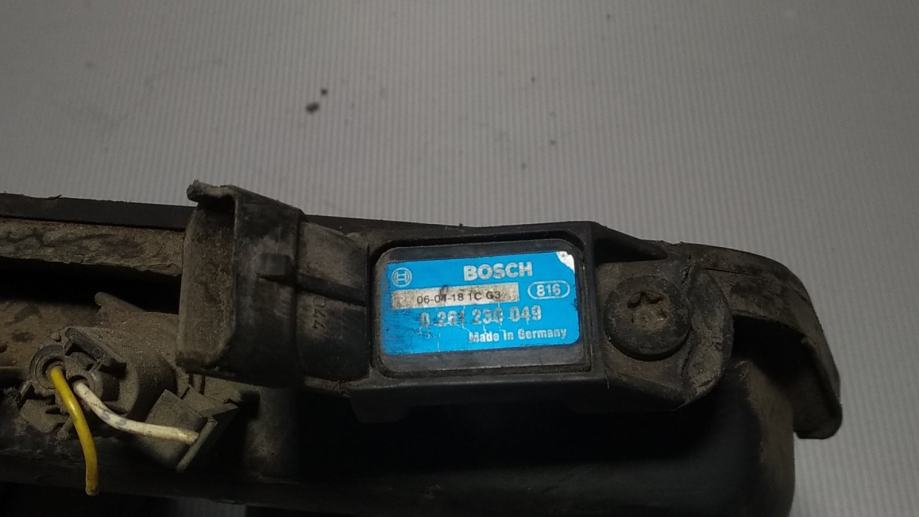 BOSCH
06-04-18 1C G3
816
0 261 230 049
Made in Germany